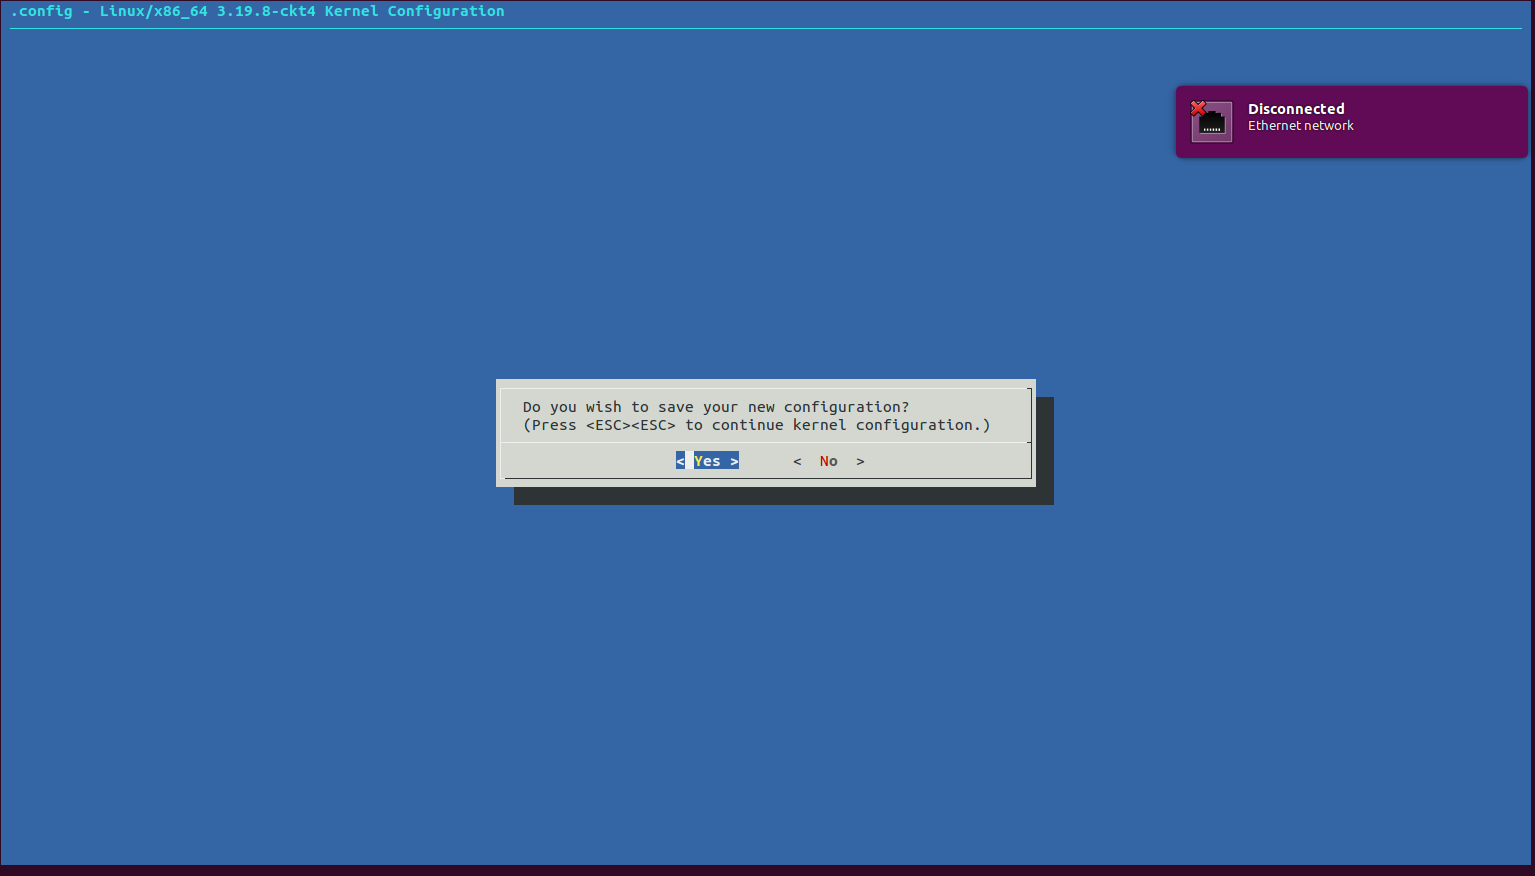 .config - Linux/x86_64 3.19.8-ckt4 Kernel Configuration
Disconnected
Ethernet network
Do you wish to save your new configuration?
(Press <ESC><ESC> to continue kernel configuration.)
< Yes >      <  No  >